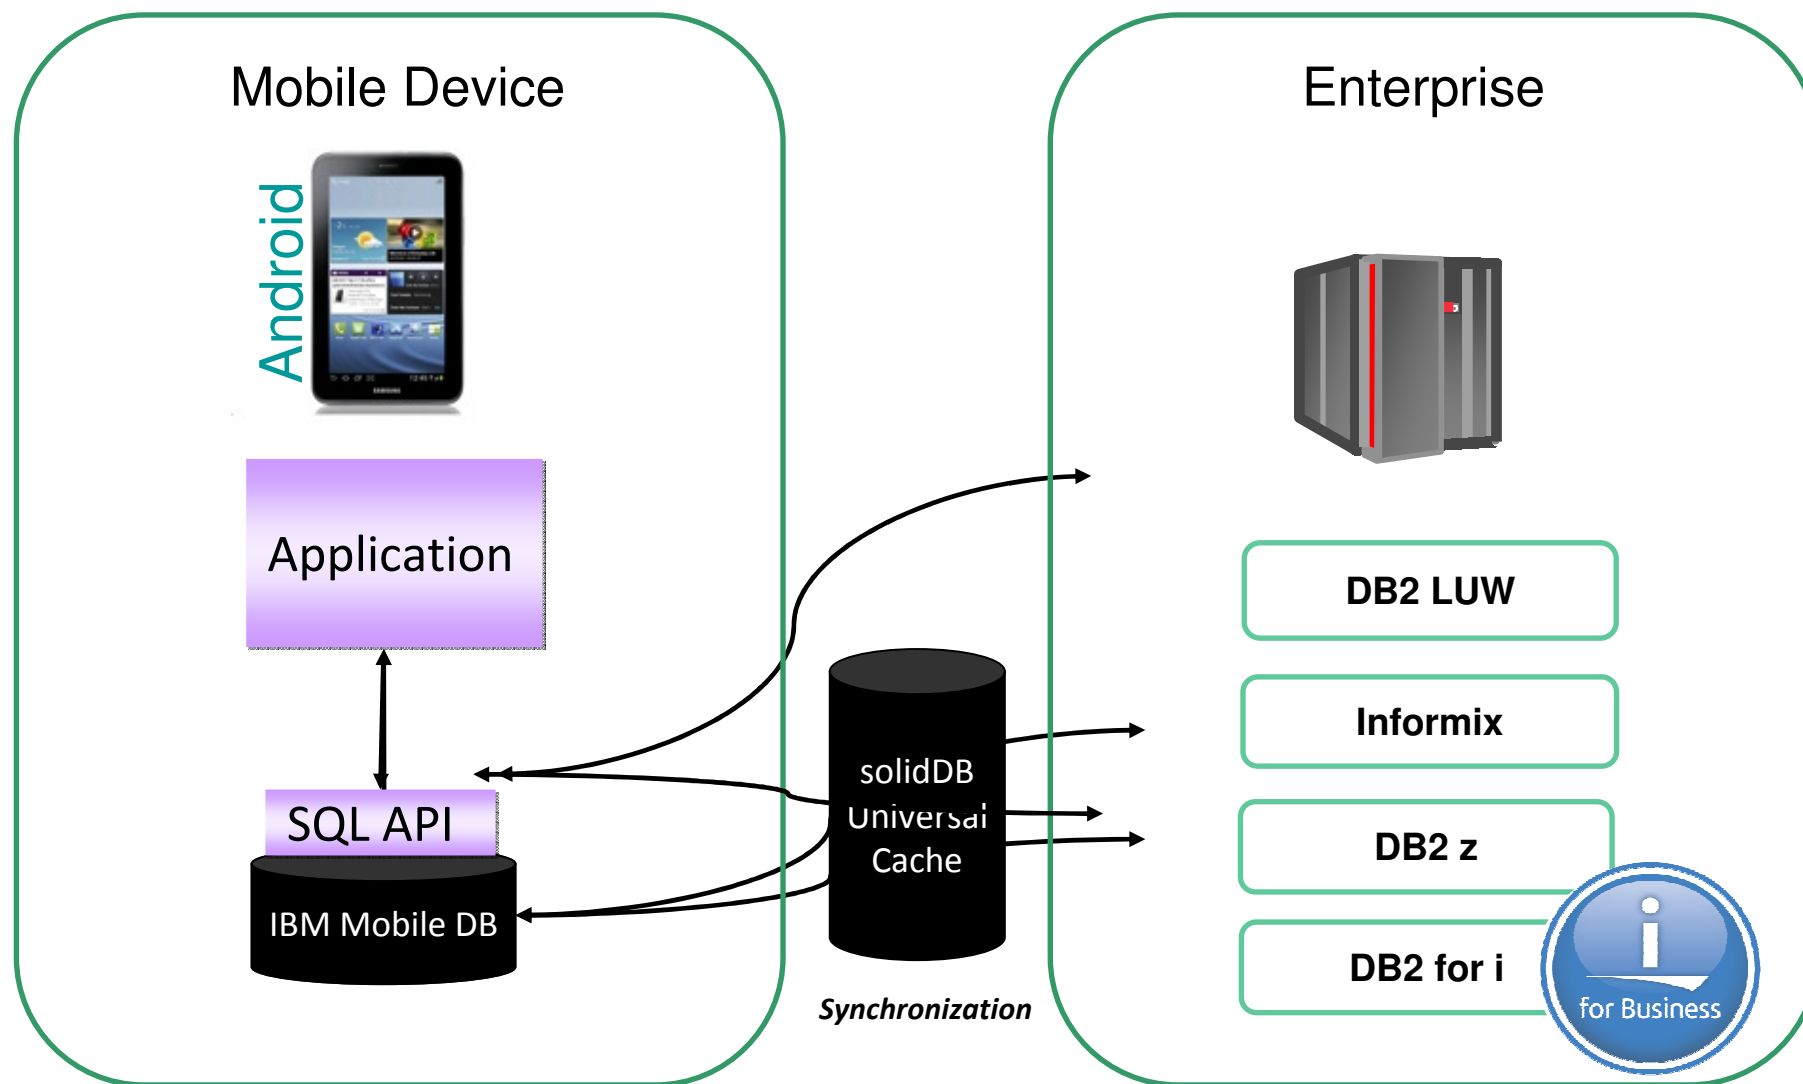 Mobile Device
Android
SAMSUNG
Application
SQL API
IBM Mobile DB
solidDB
Universal
Cache
Synchronization
Enterprise
DB2 LUW
Informix
DB2 z
DB2 for i
i
for Business